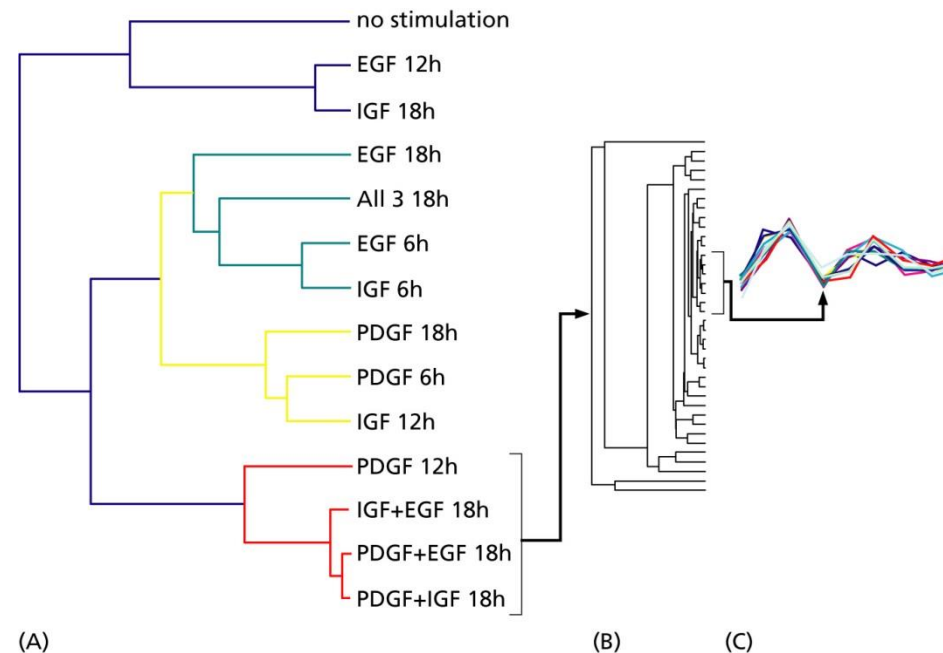 no stimulation
EGF 12h
IGF 18h
EGF 18h
All 3 18h
EGF 6h
IGF 6h
PDGF 18h
PDGF 6h
IGF 12h
PDGF 12h
IGF+EGF 18h
PDGF+EGF 18h
PDGF+IGF 18h
(A)
(B)
(C)